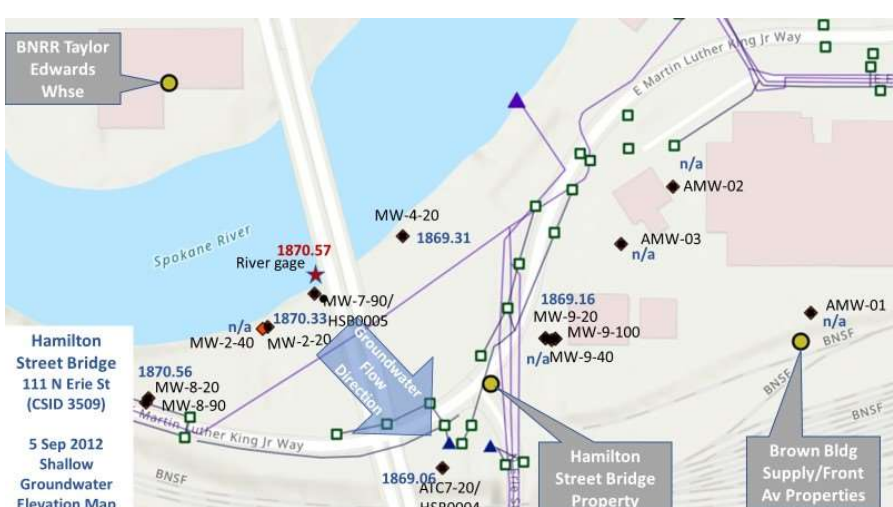 BNRR Taylor
Edwards
Whse
E Martin Luther King Jr Way
n/a
AMW-02
MW-4-20
1869.31
AMW-03
n/a
Spokane River
1870.57
River gage
MW-7-90/
HSB0005
n/a
1870.33
MW-2-40
MW-2-20
1869.16
MW-9-20
MW-9-100
n/a
MW-9-40
AMW-01
n/a
BNSF
BNSF
BNSF
Groundwater
Flow
Direction
Hamilton
Street Bridge
111 N Erie St
(CSID 3509)
5 Sep 2012
Shallow
Groundwater
Elevation Map
1870.56
MW-8-20
MW-8-90
Martin Luther King Jr Way
BNSF
1869.06
ATC7-20/
HSB0004
Hamilton
Street Bridge
Property
Brown Bldg
Supply/Front
Av Properties